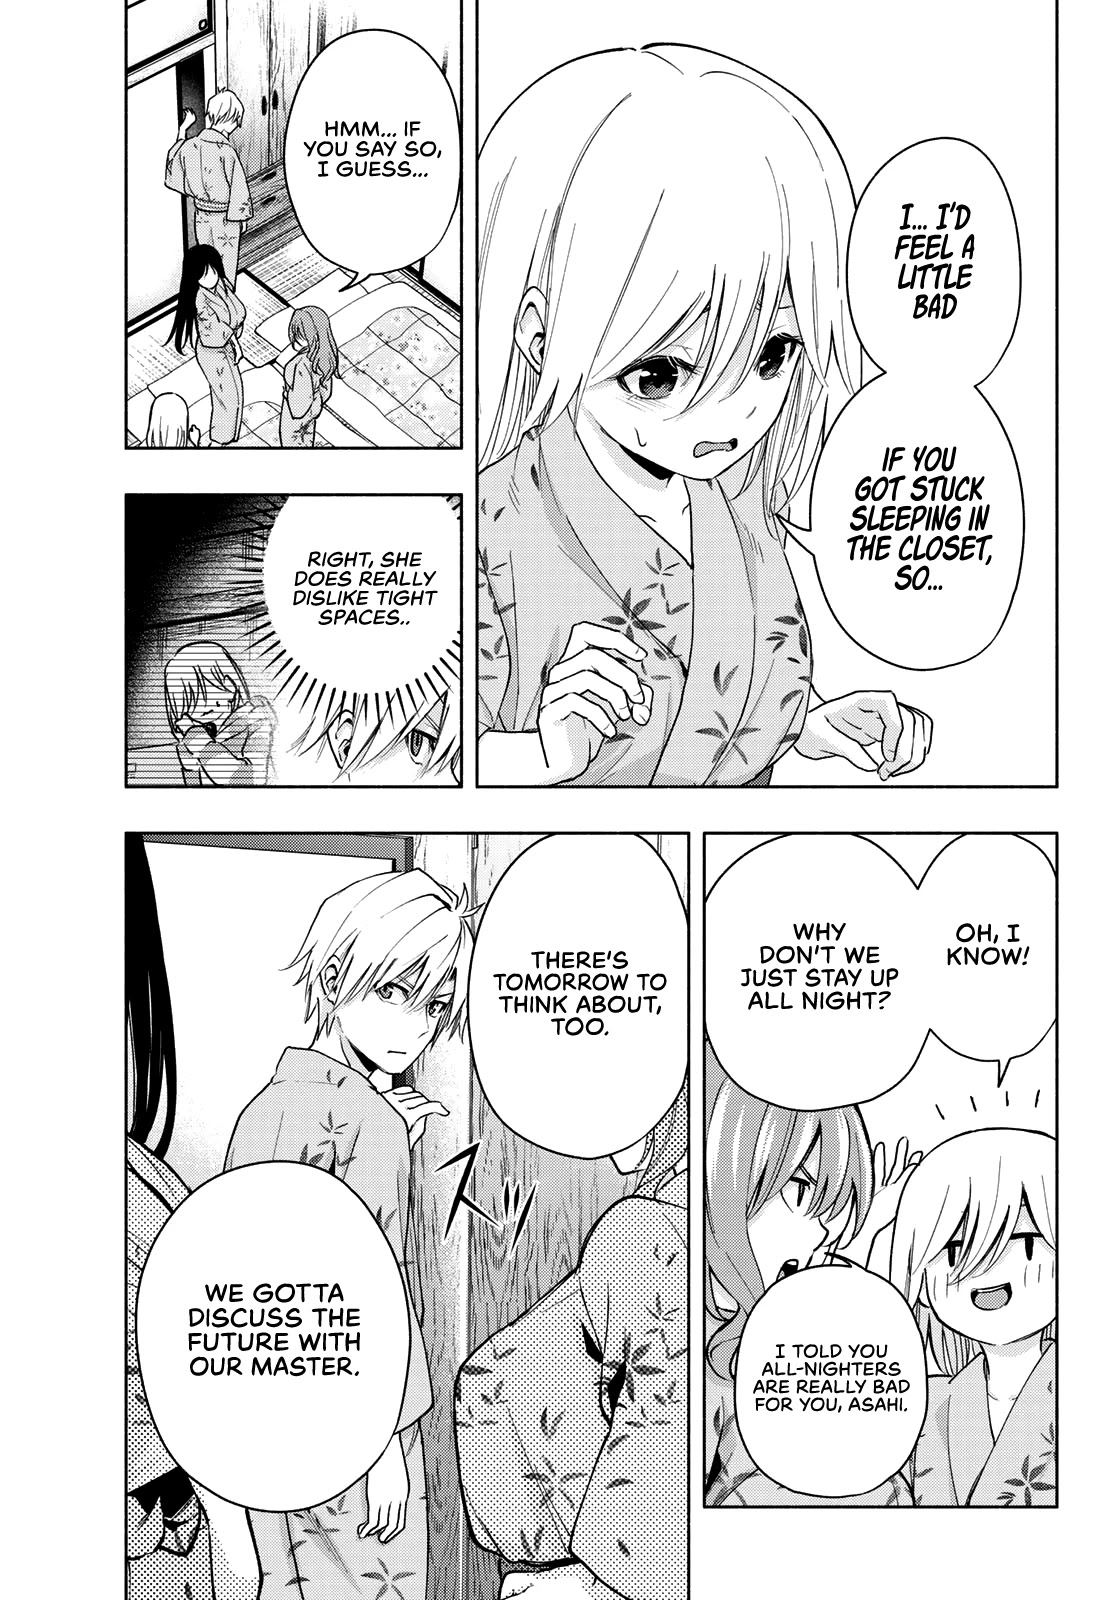 I... I'D
FEEL A
LITTLE
BAD
IF YOU
GOT STUCK
SLEEPING IN
THE CLOSET,
SO...
HMM... IF
YOU SAY SO,
I GUESS...
RIGHT, SHE
DOES REALLY
DISLIKE TIGHT
SPACES..
OH, I
KNOW!
WHY
DON'T WE
JUST STAY UP
ALL NIGHT?
I TOLD YOU
ALL-NIGHTERS
ARE REALLY BAD
FOR YOU, ASAHI.
THERE'S
TOMORROW TO
THINK ABOUT,
TOO.
WE GOTTA
DISCUSS THE
FUTURE WITH
OUR MASTER.